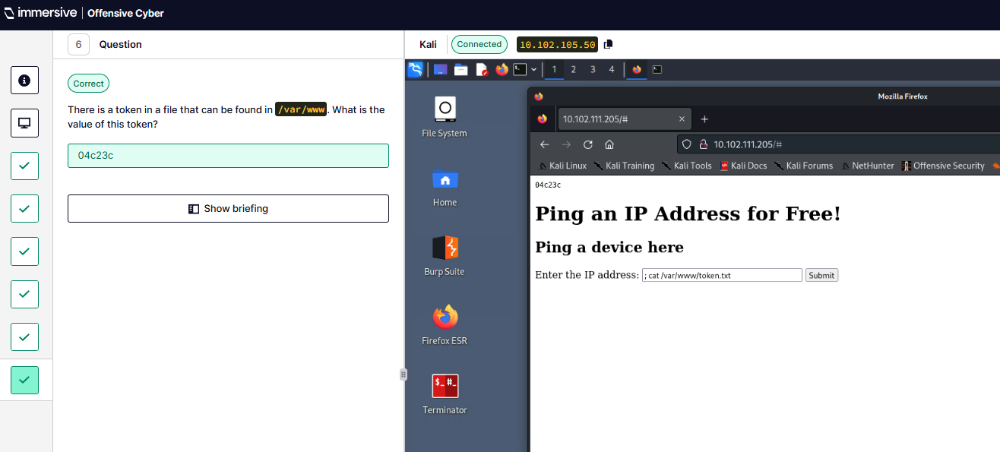 immersive | Offensive Cyber
6 Question
Correct
There is a token in a file that can be found in /var/www. What is the
value of this token?
04c23c
Show briefing
Kali Connected 10.102.105.50
1 2 3 4
File System
Home
Burp Suite
Firefox ESR
$_ #_
Terminator
Mozilla Firefox
10.102.111.205/#
10.102.111.205/#
Kali Linux Kali Training Kali Tools Kali Docs Kali Forums NetHunter Offensive Security
04c23c
Ping an IP Address for Free!
Ping a device here
Enter the IP address: ; cat /var/www/token.txt Submit